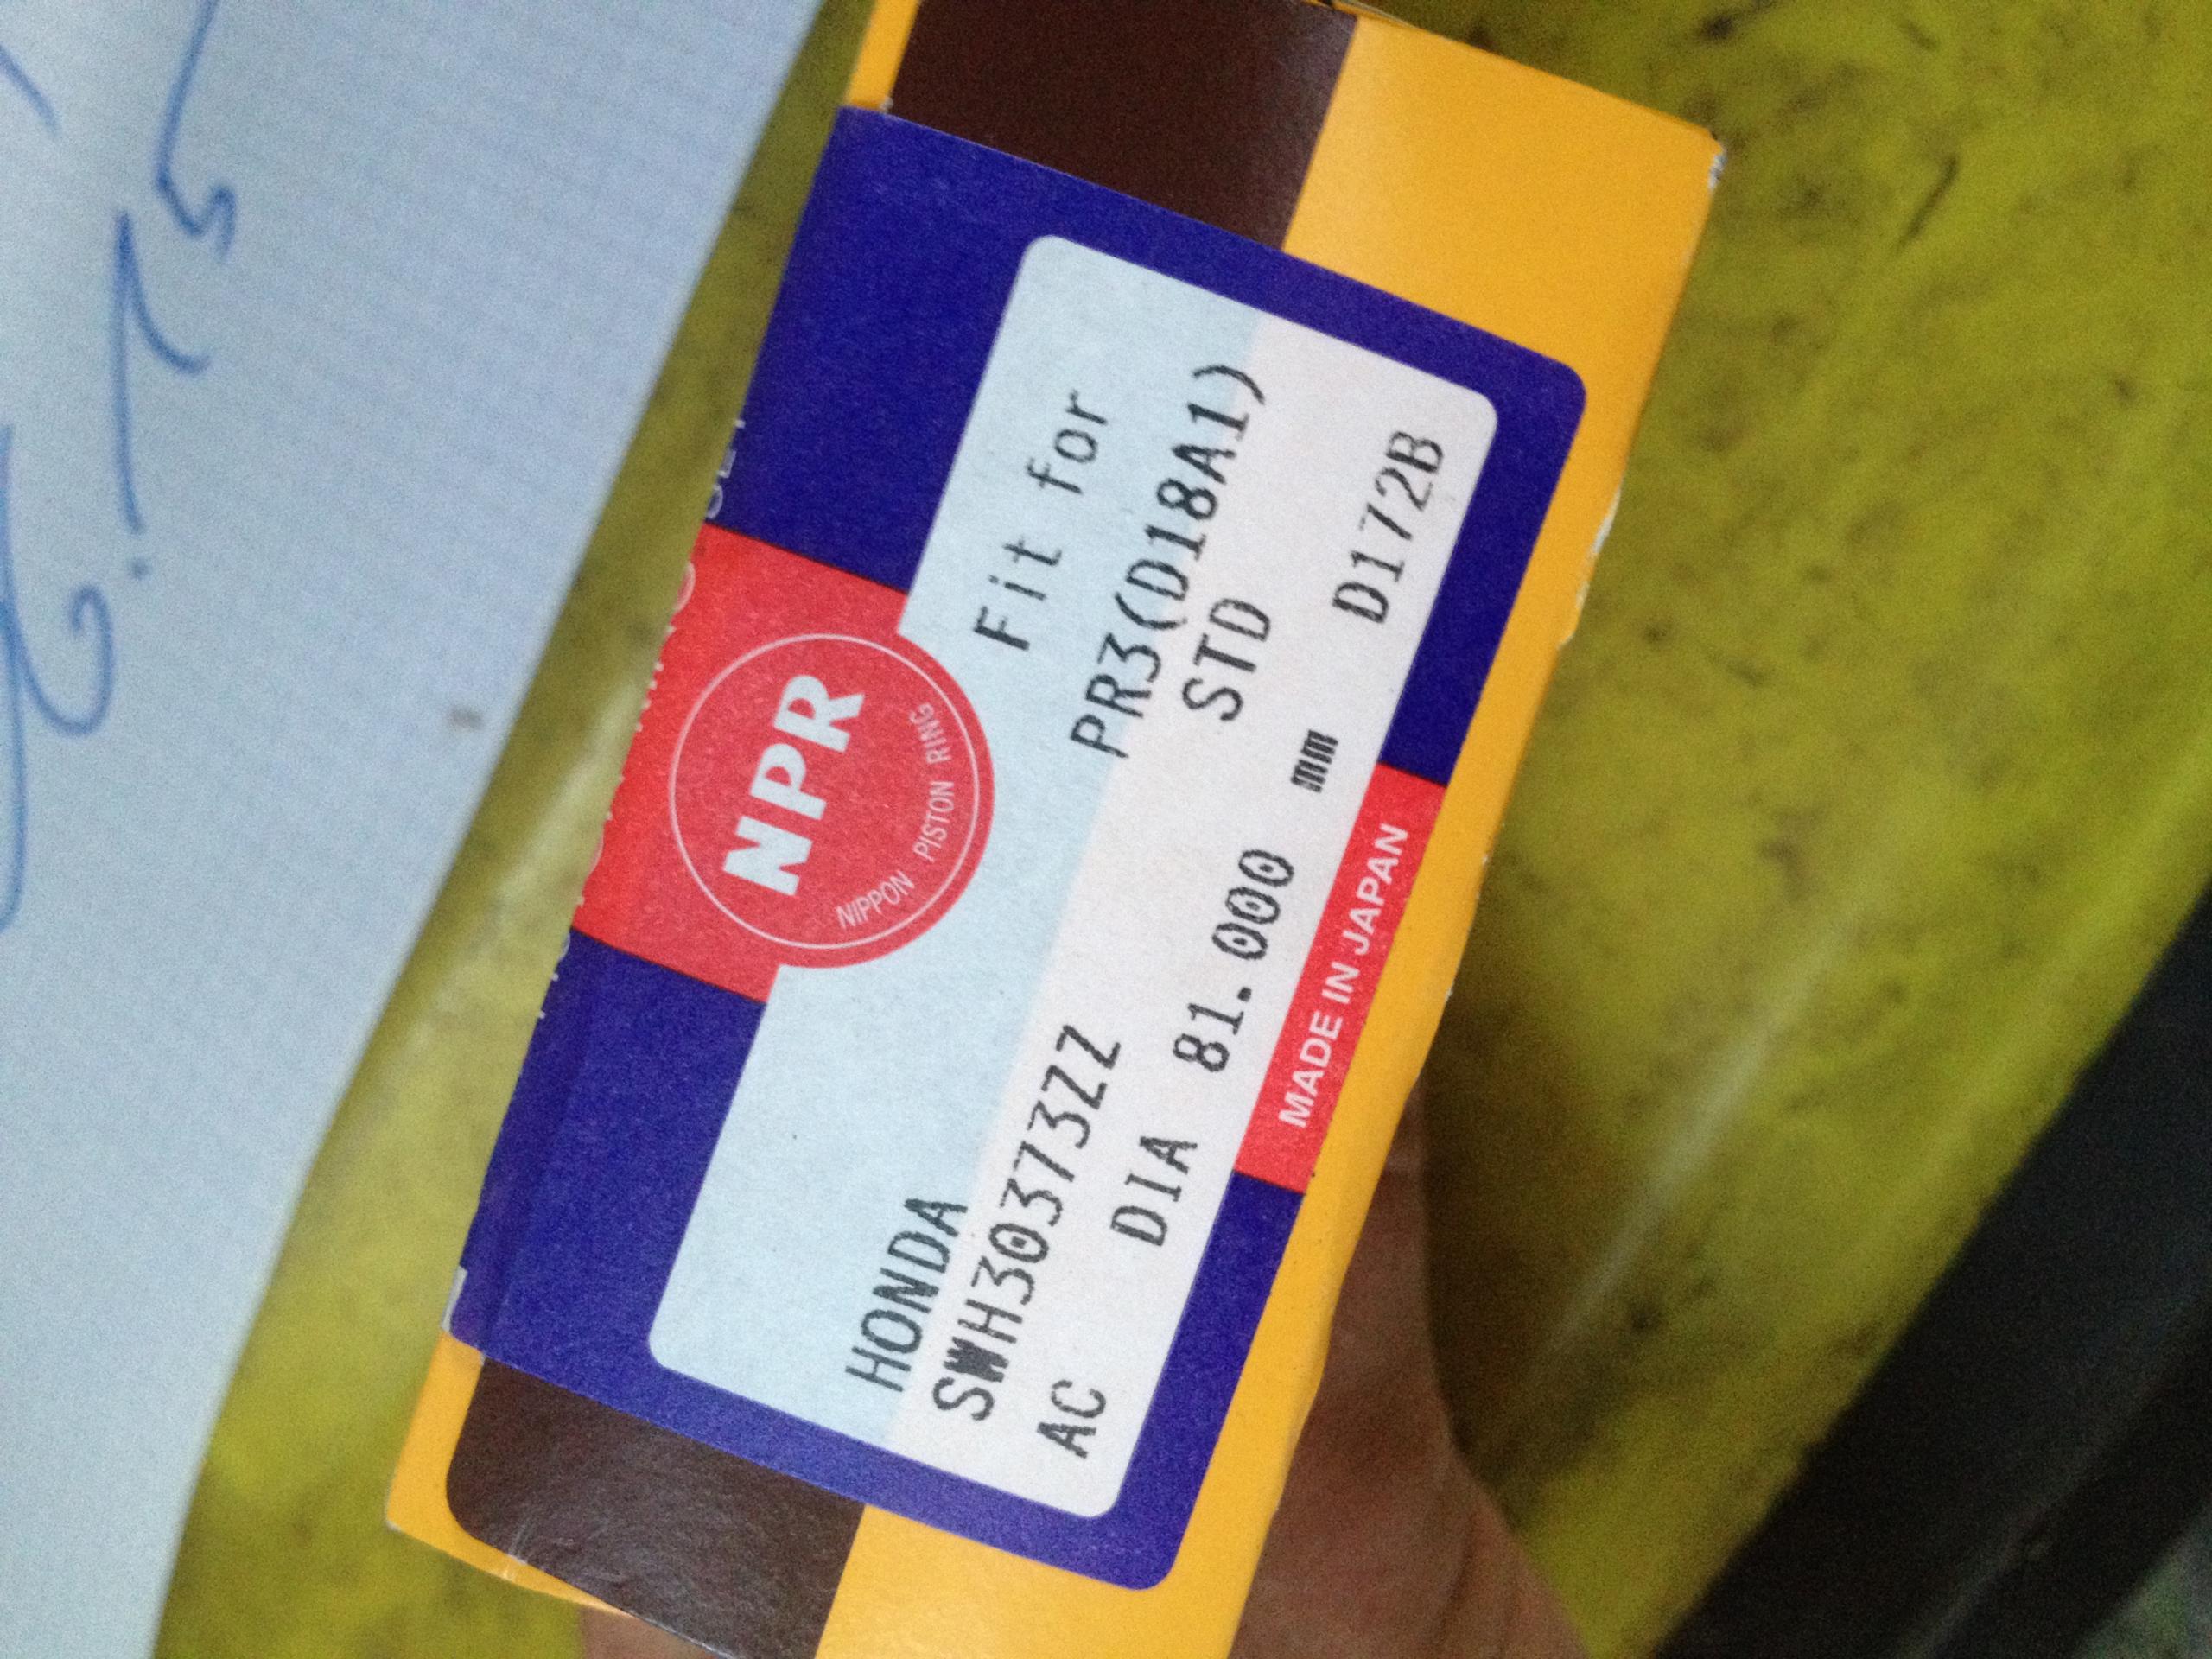 NPR
NIPPON PISTON RING
Fit for
HONDA PR3(D18A1)
SWH30373ZZ STD
AC DIA 81.000 mm D172B
MADE IN JAPAN